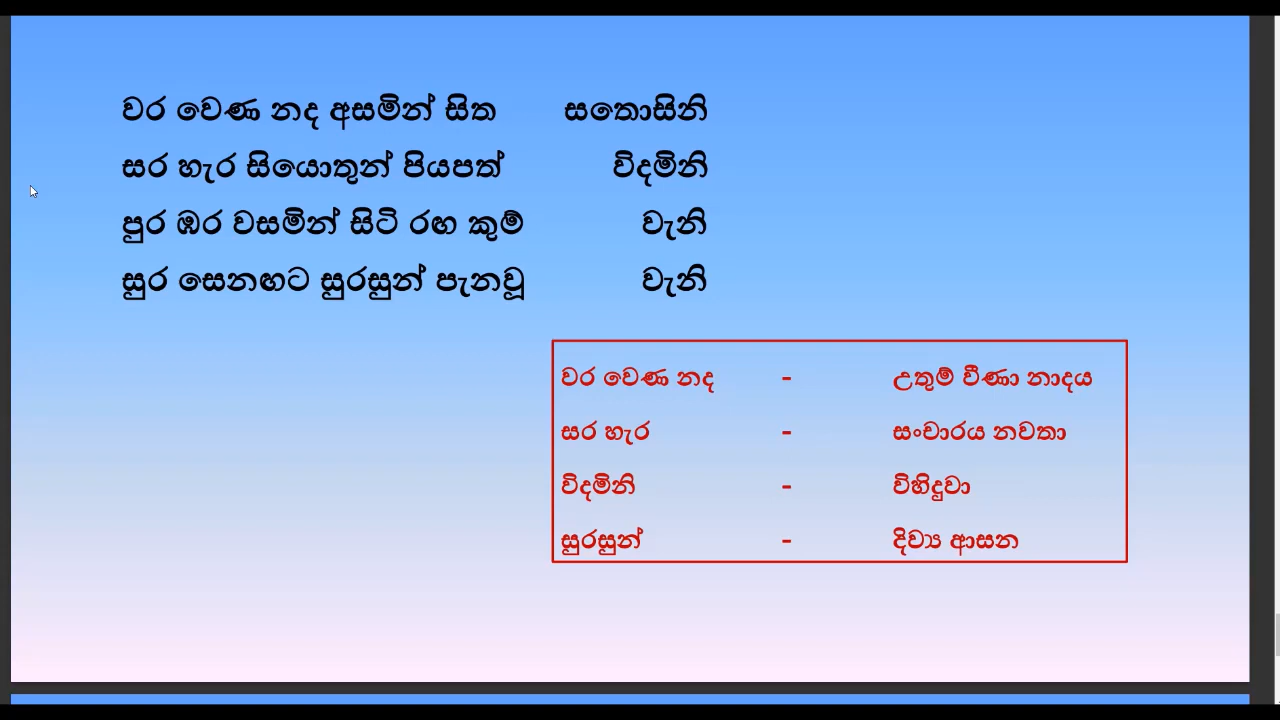 වර වෙණ නද අසමින් සිත සතොසිනි
සර හැර සියොතුන් පියපත් විදමිනි
පුර ඹර වසමින් සිටි රඟ කුම් වැනි
සුර සෙනඟට සුරසුන් පැනවූ වැනි
වර වෙණ නද - උතුම් වීණා නාදය
සර හැර - සංචාරය නවතා
විදමිනි - විහිදුවා
සුරසුන් - දිව්‍ය ආසන